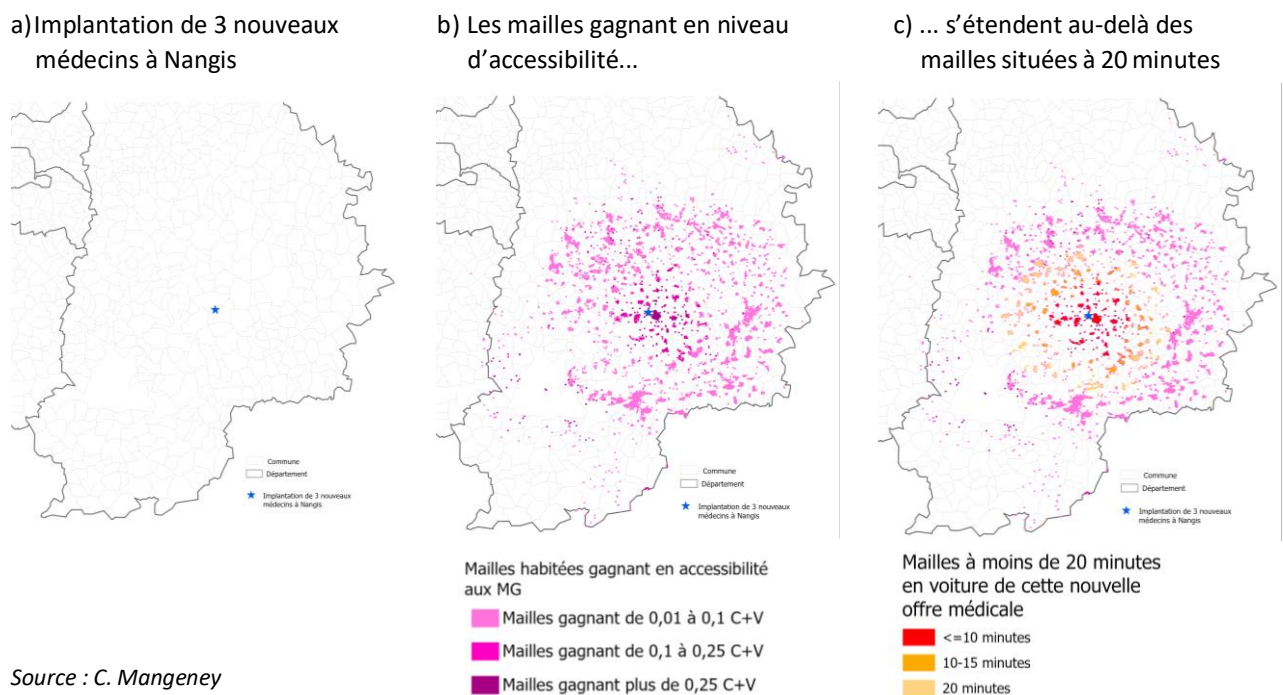 a) Implantation de 3 nouveaux
médecins à Nangis
b) Les mailles gagnant en niveau
d’accessibilité...
c) ... s’étendent au-delà des
mailles situées à 20 minutes
Commune
Département
Implantation de 3 nouveaux
médecins à Nangis
Commune
Département
Implantation de 3 nouveaux
médecins à Nangis
Commune
Département
Implantation de 3 nouveaux
médecins à Nangis
Mailles habitées gagnant en accessibilité
aux MG
Mailles gagnant de 0,01 à 0,1 C+V
Mailles gagnant de 0,1 à 0,25 C+V
Mailles gagnant plus de 0,25 C+V
Mailles à moins de 20 minutes
en voiture de cette nouvelle
offre médicale
<=10 minutes
10-15 minutes
20 minutes
Source : C. Mangeney